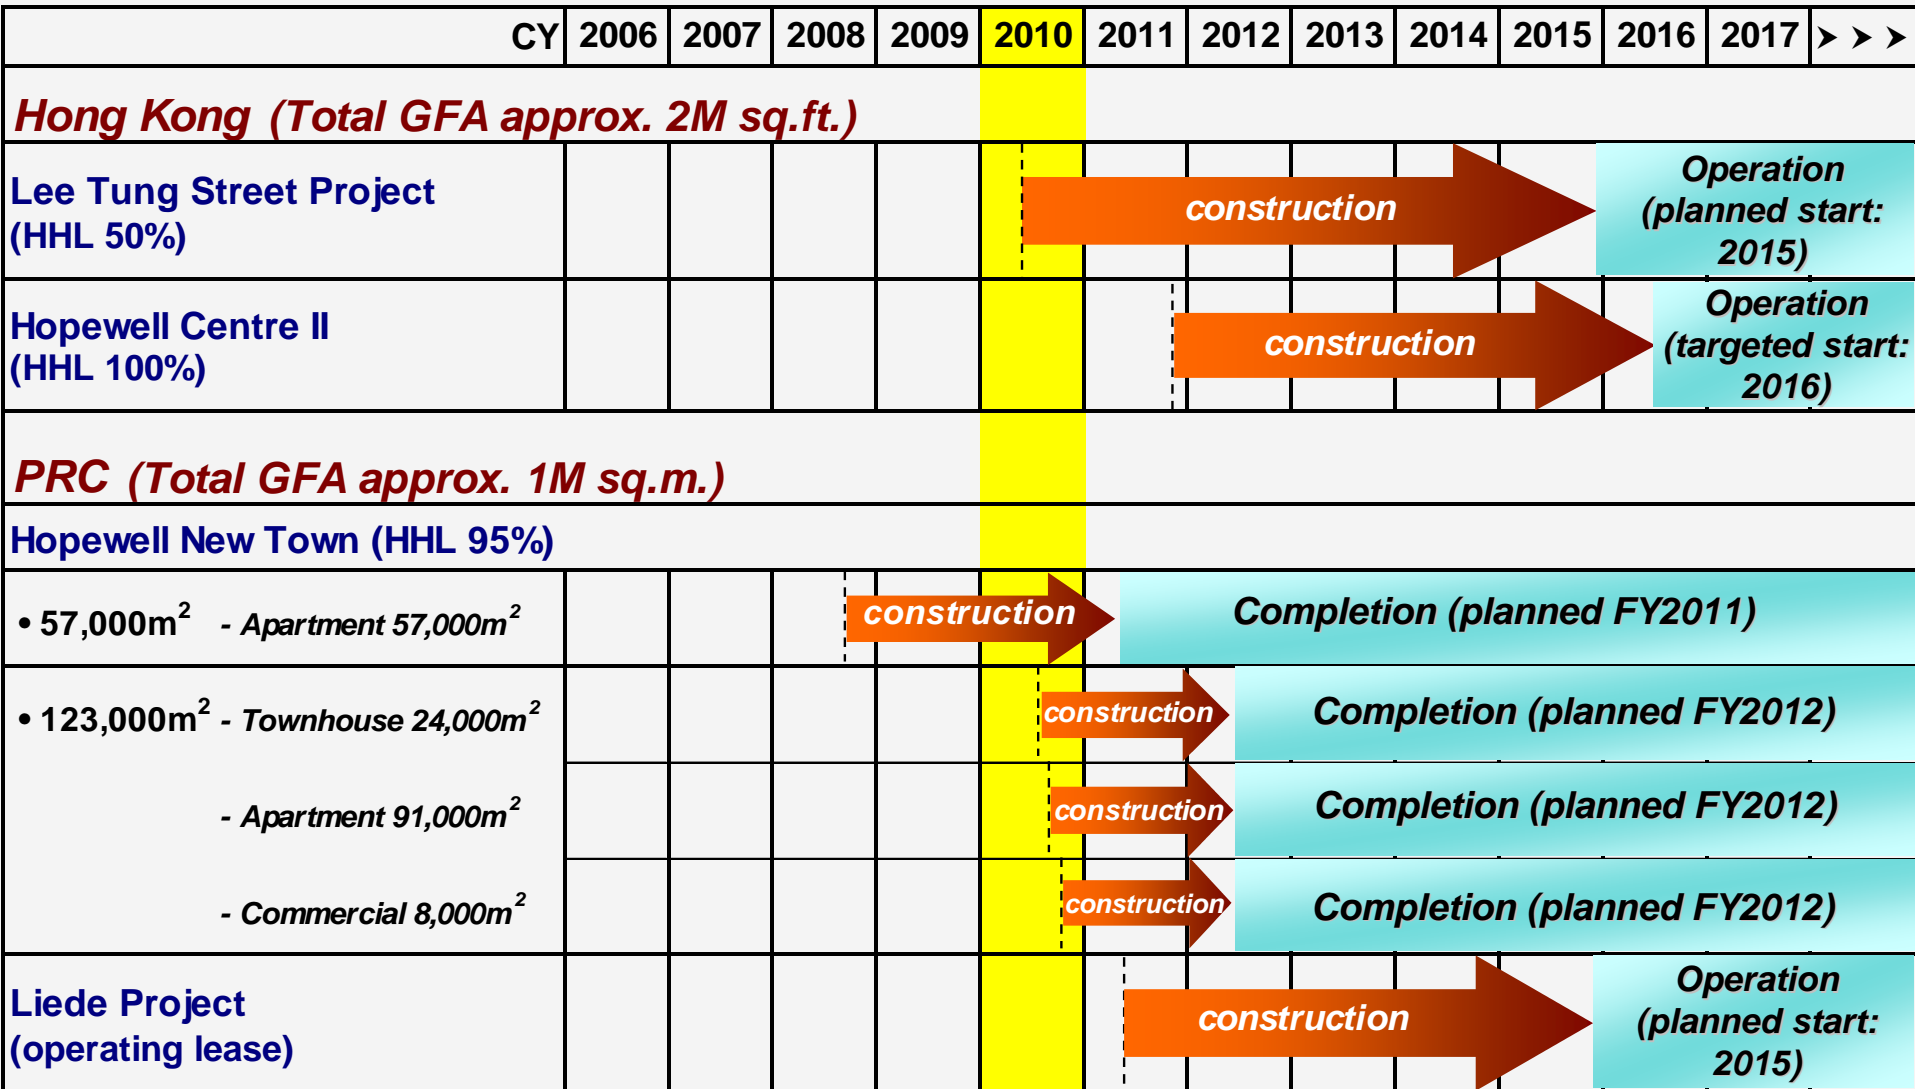 CY 2006 2007 2008 2009 2010 2011 2012 2013 2014 2015 2016 2017 ➤ ➤ ➤
Hong Kong (Total GFA approx. 2M sq.ft.)
Lee Tung Street Project
(HHL 50%)
construction
Operation
(planned start:
2015)
Hopewell Centre II
(HHL 100%)
construction
Operation
(targeted start:
2016)
PRC (Total GFA approx. 1M sq.m.)
Hopewell New Town (HHL 95%)
• 57,000m² - Apartment 57,000m² construction Completion (planned FY2011)
• 123,000m² - Townhouse 24,000m² construction Completion (planned FY2012)
- Apartment 91,000m² construction Completion (planned FY2012)
- Commercial 8,000m² construction Completion (planned FY2012)
Liede Project
(operating lease)
construction
Operation
(planned start:
2015)